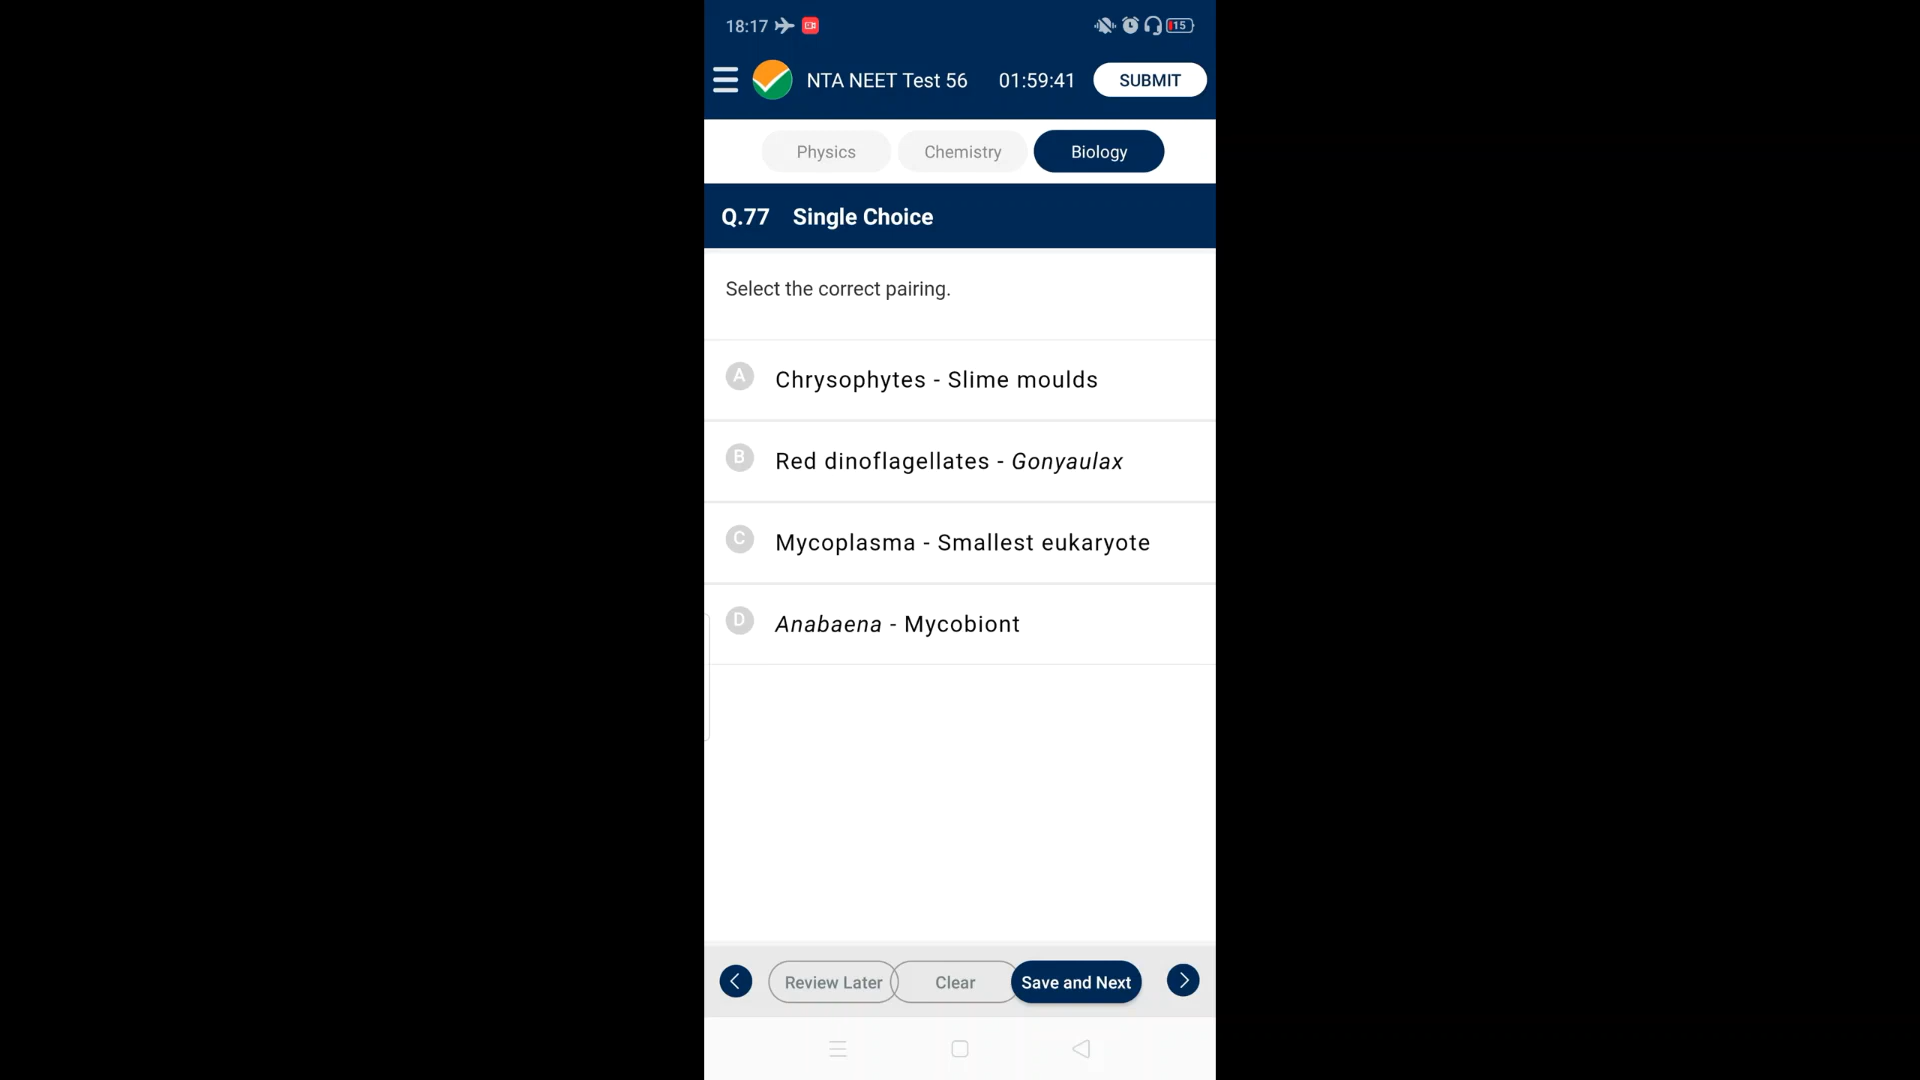 18:17 15
NTA NEET Test 56 01:59:41 SUBMIT
Physics Chemistry Biology
Q.77 Single Choice
Select the correct pairing.
A Chrysophytes - Slime moulds
B Red dinoflagellates - Gonyaulax
C Mycoplasma - Smallest eukaryote
D Anabaena - Mycobiont
Review Later Clear Save and Next